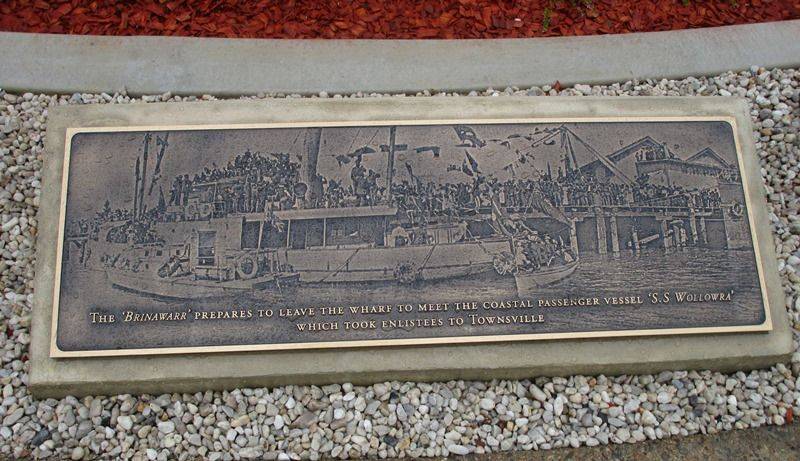 The 'Brinawarr' prepares to leave the wharf to meet the coastal passenger vessel 'S.S Wollowra'
which took enlistees to Townsville